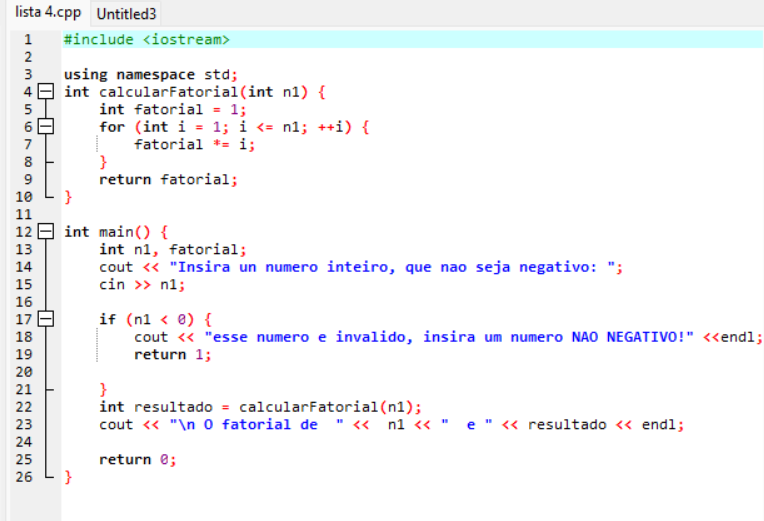 lista 4.cpp Untitled3
1 #include <iostream>
2
3 using namespace std;
4 int calcularFatorial(int n1) {
5 int fatorial = 1;
6 for (int i = 1; i <= n1; ++i) {
7 fatorial *= i;
8 }
9 return fatorial;
10 }
11
12 int main() {
13 int n1, fatorial;
14 cout << "Insira un numero inteiro, que nao seja negativo: ";
15 cin >> n1;
16
17 if (n1 < 0) {
18 cout << "esse numero e invalido, insira um numero NAO NEGATIVO!" <<endl;
19 return 1;
20
21 }
22 int resultado = calcularFatorial(n1);
23 cout << "\n O fatorial de  " <<  n1 << "  e " << resultado << endl;
24
25 return 0;
26 }